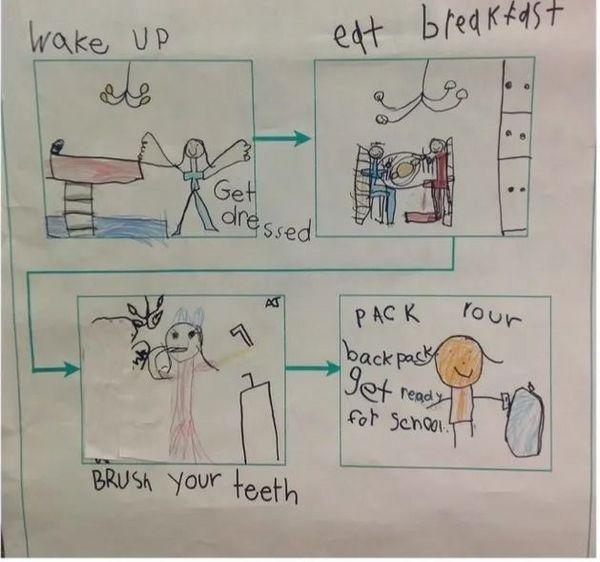 wake UP
eat breakfast
Get
dressed
BRUSh your teeth
PACK Your
backpack
get ready
for School.